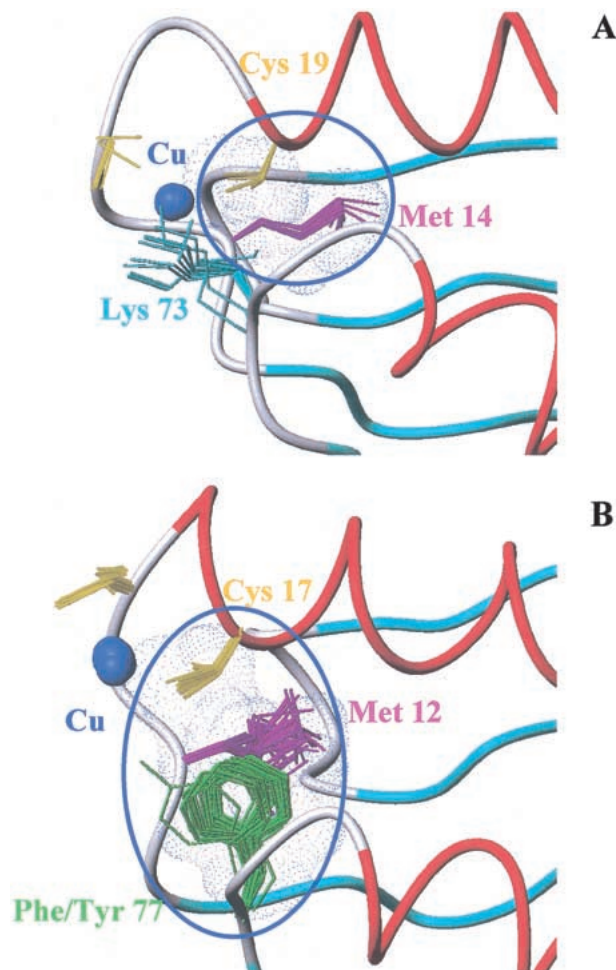 A
Cys 19
Cu
Met 14
Lys 73
B
Cys 17
Cu
Met 12
Phe/Tyr 77